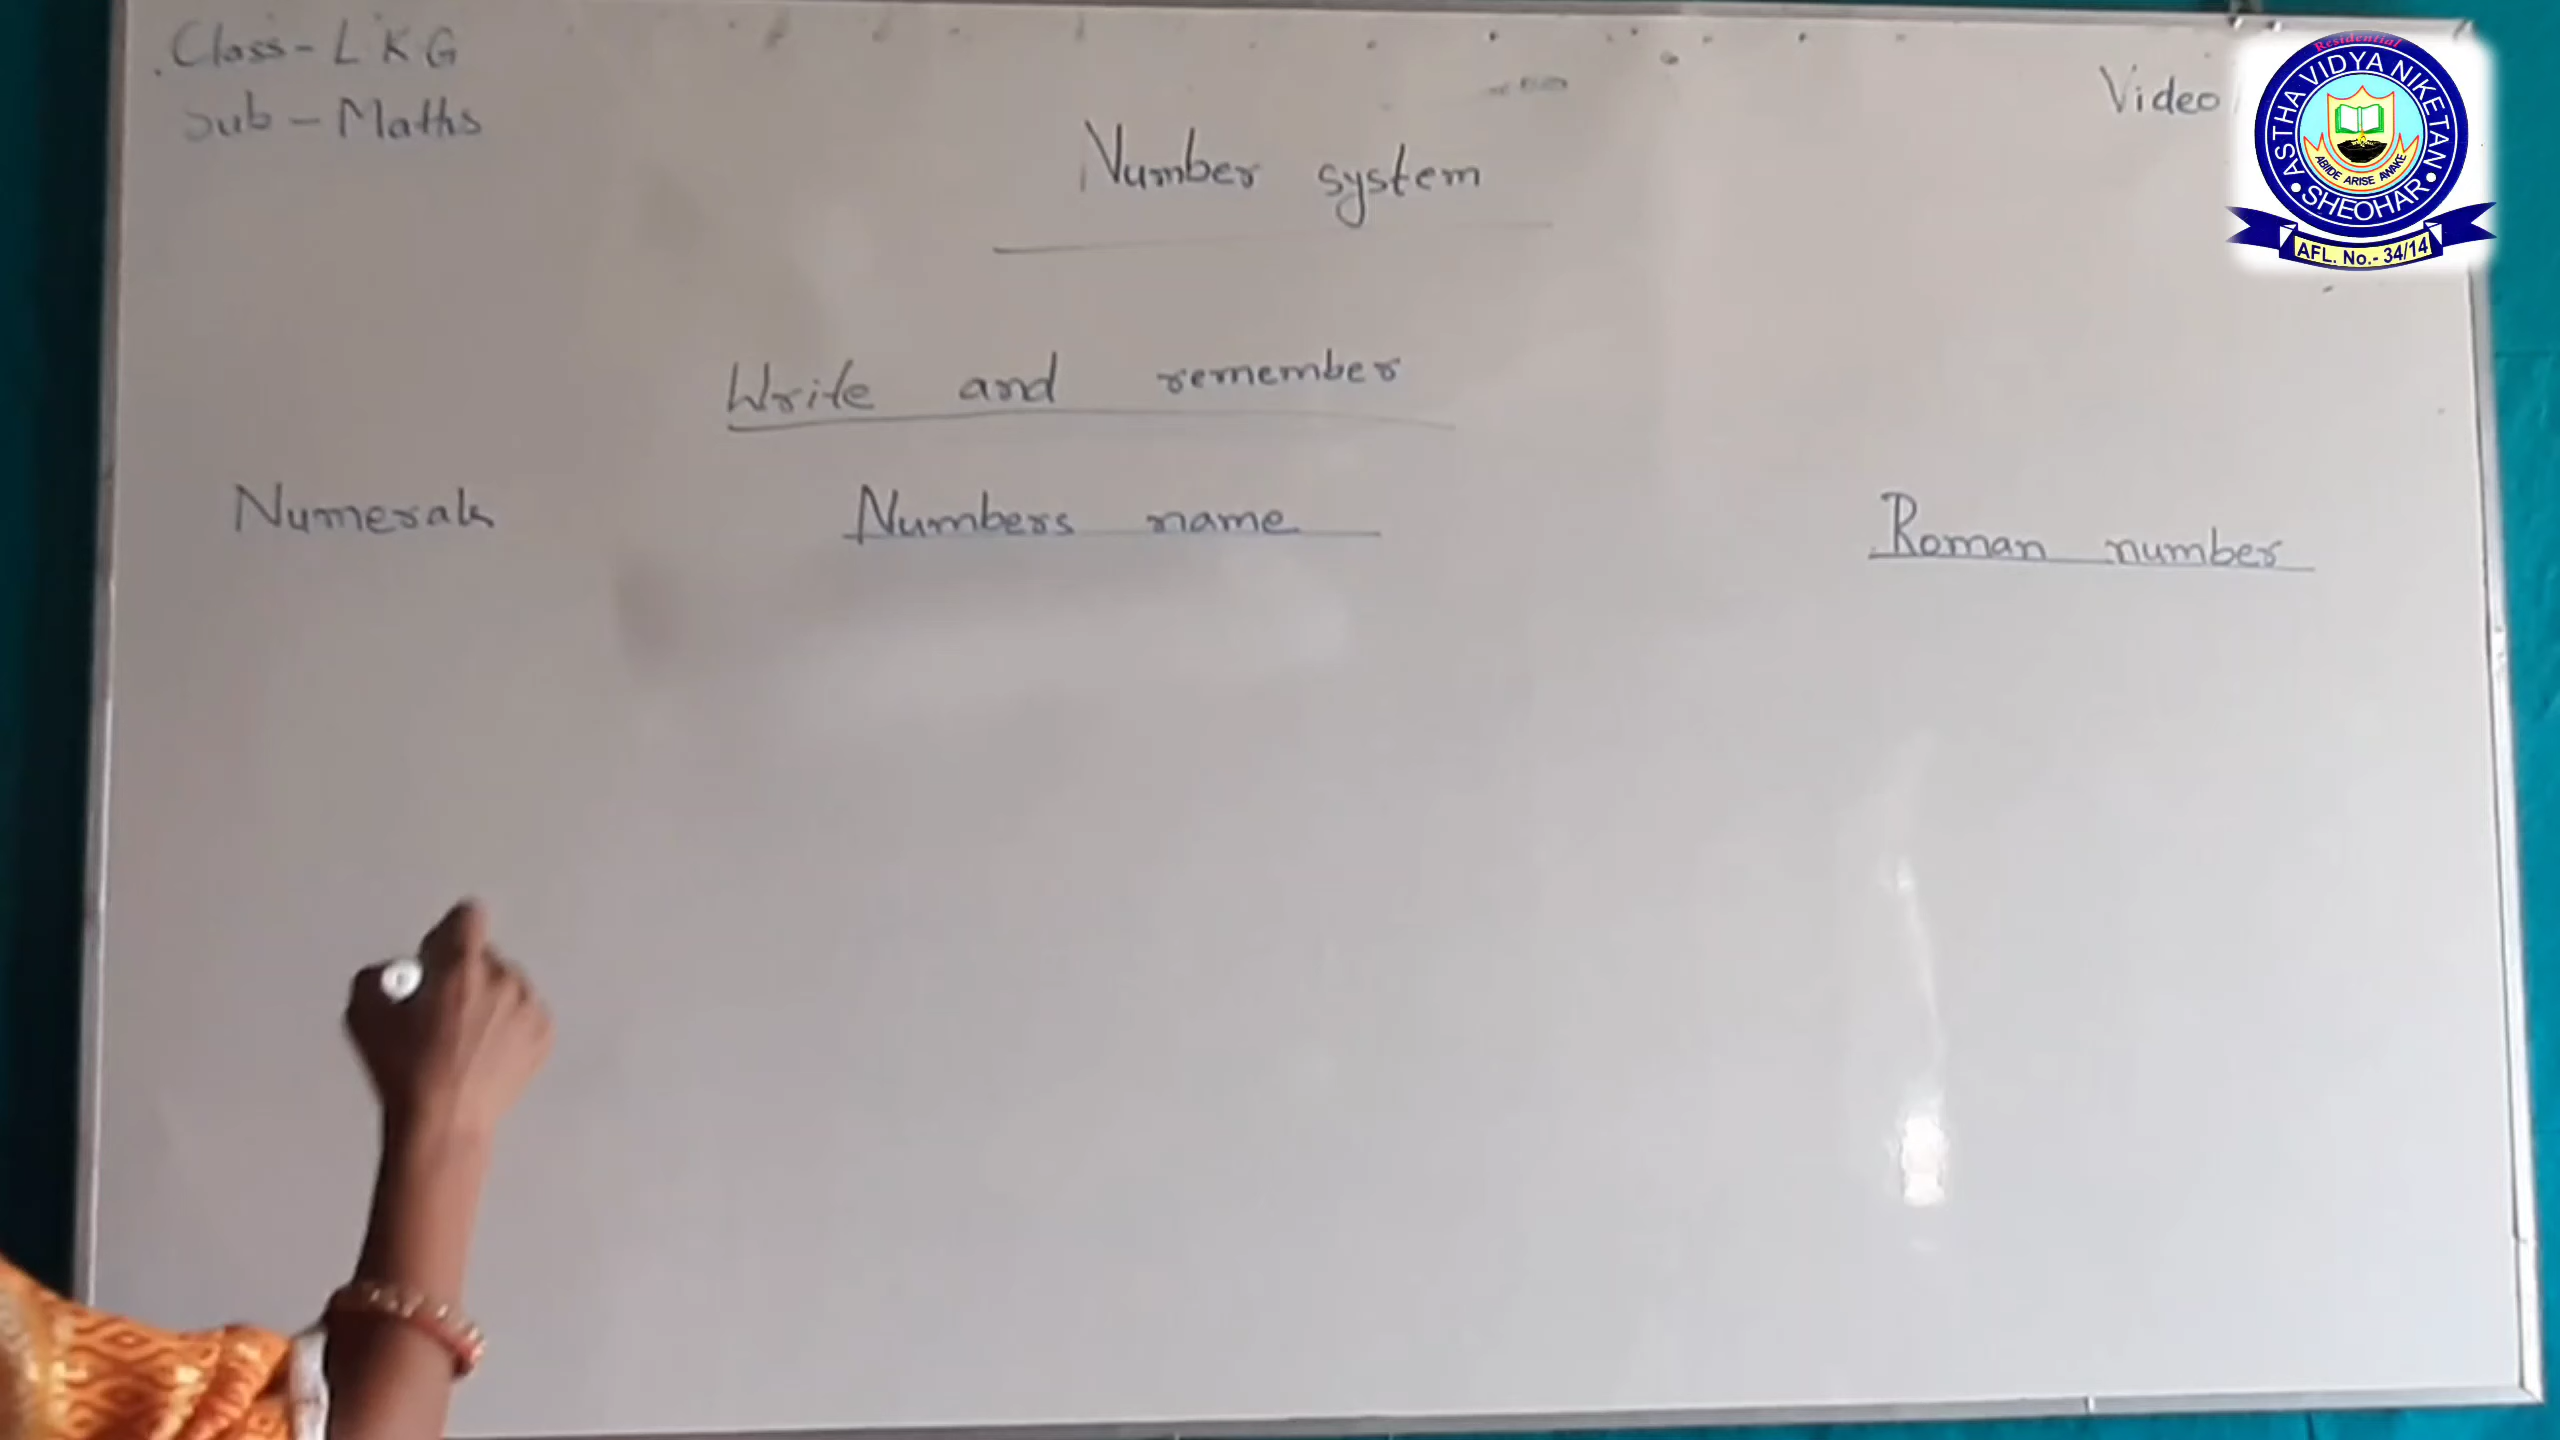 Class - LKG
Sub - Maths
Video
Residential
ASTHA VIDYA NIKETAN
ABIDE ARISE AWAKE
SHEOHAR
AFL. No.- 34/14
Number system
Write and remember
Numerals
Numbers name
Roman number